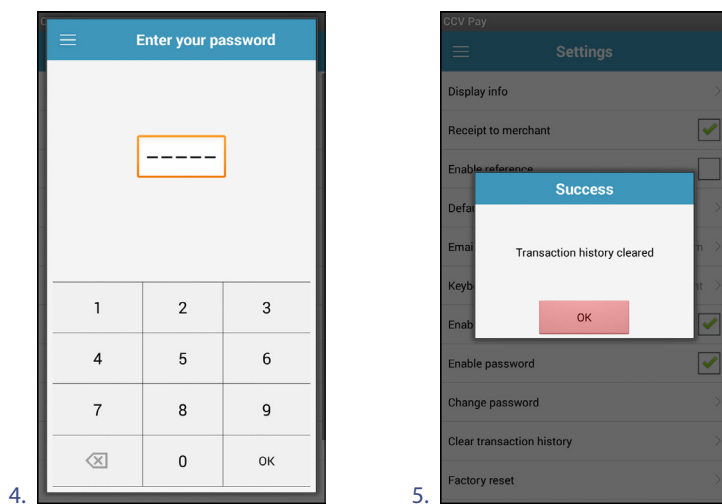 Enter your password
1 2 3
4 5 6
7 8 9
0 OK
4.
CCV Pay
Settings
Display info
Receipt to merchant
Enable reference
Success
Transaction history cleared
OK
Enable password
Change password
Clear transaction history
Factory reset
5.